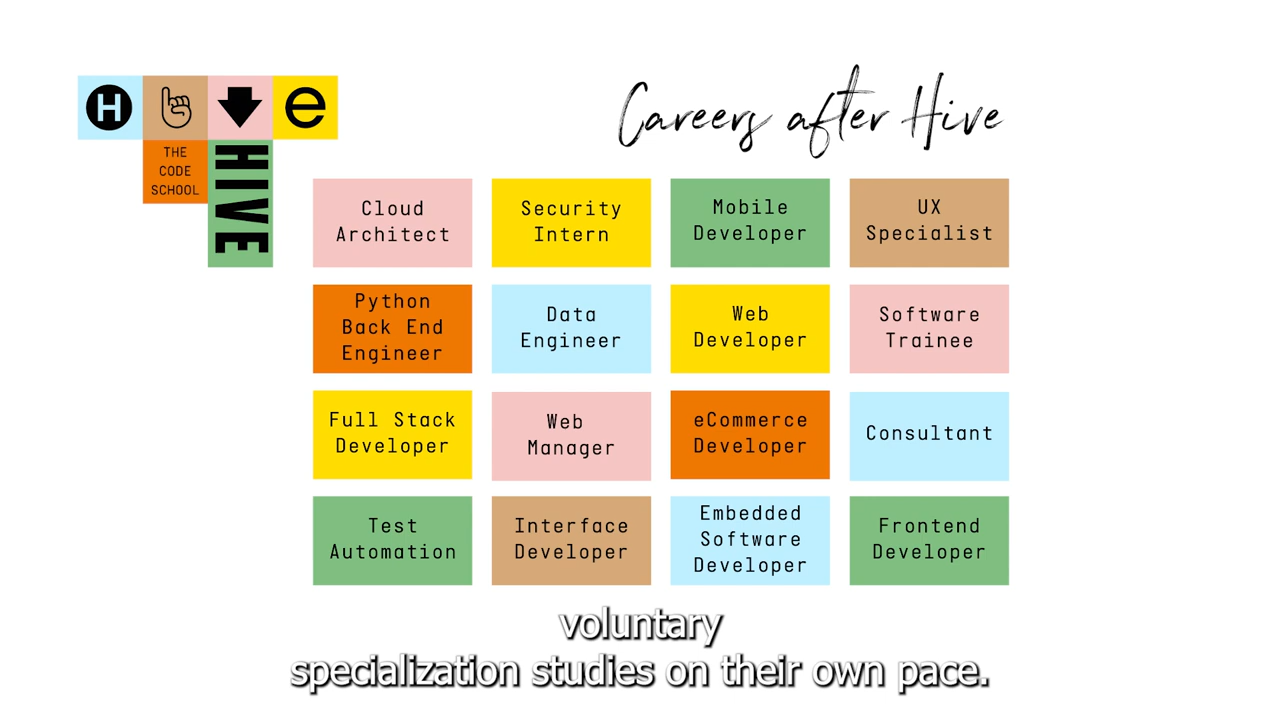 H e
THE
CODE
SCHOOL
HIVE
Careers after Hive
Cloud
Architect
Security
Intern
Mobile
Developer
UX
Specialist
Python
Back End
Engineer
Data
Engineer
Web
Developer
Software
Trainee
Full Stack
Developer
Web
Manager
eCommerce
Developer
Consultant
Test
Automation
Interface
Developer
Embedded
Software
Developer
Frontend
Developer
voluntary
specialization studies on their own pace.